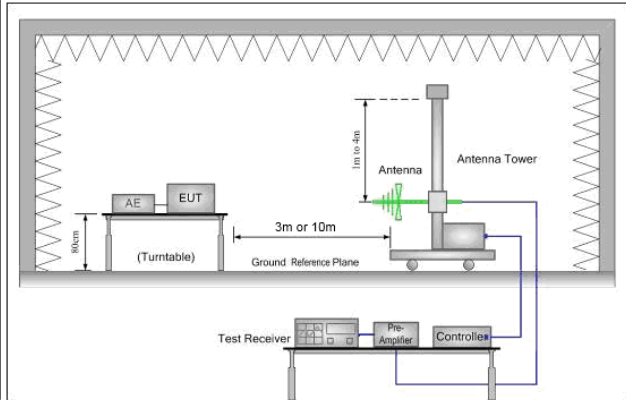 1m to 4m
Antenna
Antenna Tower
AE
EUT
80cm
(Turntable)
3m or 10m
Ground Reference Plane
Test Receiver
Pre-
Amplifier
Controller